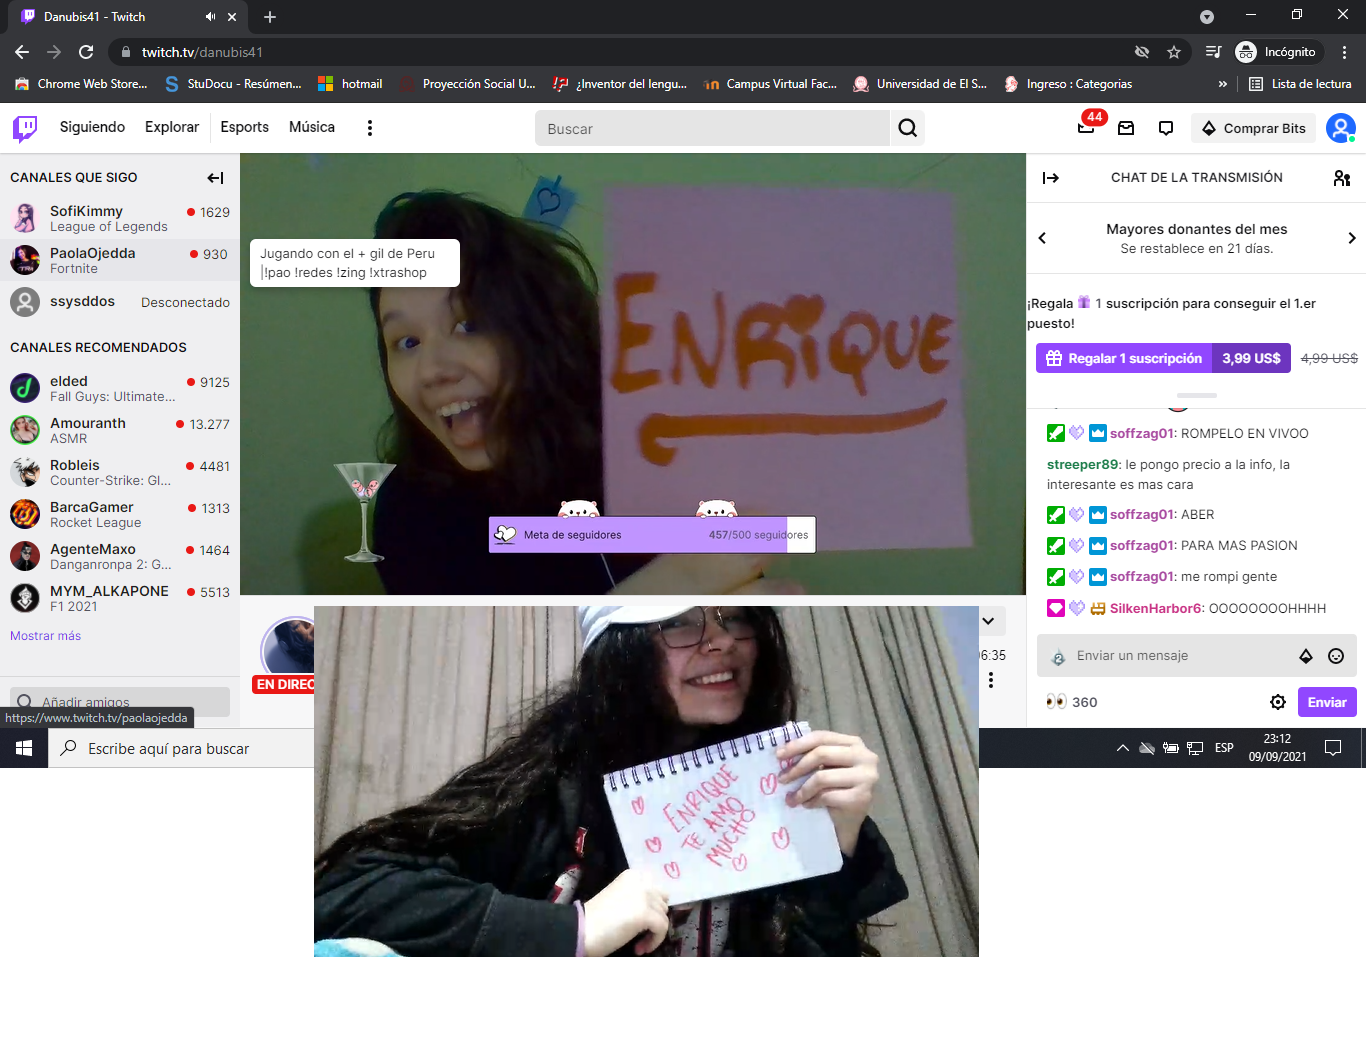 Danubis41 - Twitch
twitch.tv/danubis41
Incógnito
Chrome Web Store...
StuDocu - Resúmen...
hotmail
Proyección Social U...
¿Inventor del lengu...
Campus Virtual Fac...
Universidad de El S...
Ingreso : Categorias
»
Lista de lectura
Siguiendo
Explorar
Esports
Música
Buscar
44
Comprar Bits
CANALES QUE SIGO
SofiKimmy 1629
League of Legends
PaolaOjedda 930
Fortnite
ssysddos Desconectado
CANALES RECOMENDADOS
elded 9125
Fall Guys: Ultimate...
Amouranth 13.277
ASMR
Robleis 4481
Counter-Strike: Gl...
BarcaGamer 1313
Rocket League
AgenteMaxo 1464
Danganronpa 2: G...
MYM_ALKAPONE 5513
F1 2021
Mostrar más
Añadir amigos
https://www.twitch.tv/paolaojedda
Jugando con el + gil de Peru
|!pao !redes !zing !xtrashop
ENRIQUE
Meta de seguidores 457/500 seguidores
EN DIREC
06:35
ENRIQUE
TE AMO
MUCHO
CHAT DE LA TRANSMISIÓN
Mayores donantes del mes
Se restablece en 21 días.
¡Regala 1 suscripción para conseguir el 1.er
puesto!
Regalar 1 suscripción 3,99 US$ 4,99 US$
soffzag01: ROMPELO EN VIVOO
streeper89: le pongo precio a la info, la
interesante es mas cara
soffzag01: ABER
soffzag01: PARA MAS PASION
soffzag01: me rompi gente
SilkenHarbor6: OOOOOOOOHHHH
2
Enviar un mensaje
360
Enviar
Escribe aquí para buscar
ESP
23:12
09/09/2021